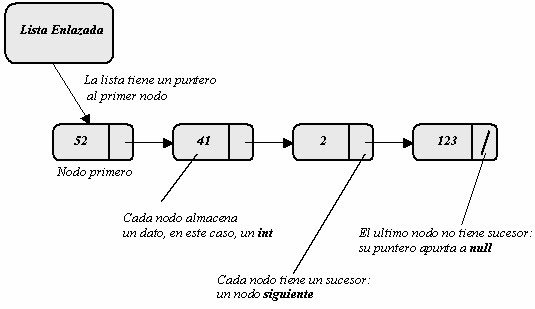 Lista Enlazada
La lista tiene un puntero
al primer nodo
52
41
2
123
Nodo primero
Cada nodo almacena
un dato, en este caso, un int
El ultimo nodo no tiene sucesor:
su puntero apunta a null
Cada nodo tiene un sucesor:
un nodo siguiente